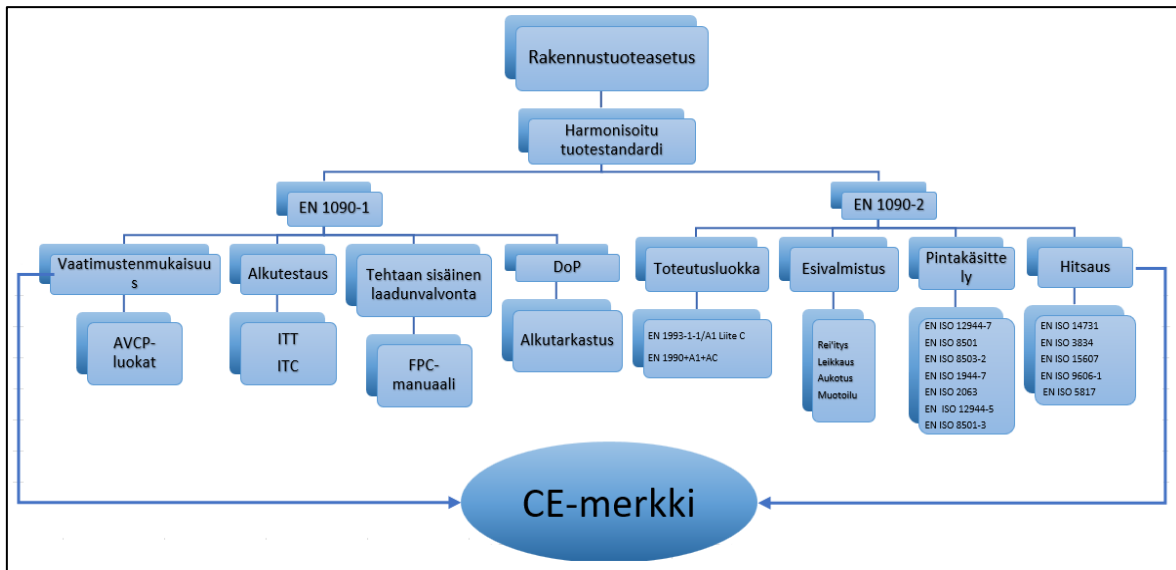 Rakennustuoteasetus
Harmonisoitu
tuotestandardi
EN 1090-1
EN 1090-2
Vaatimustenmukaisuu
s
Alkutestaus
Tehtaan sisäinen
laadunvalvonta
DoP
Toteutusluokka
Esivalmistus
Pintakäsitte
ly
Hitsaus
AVCP-
luokat
ITT
ITC
FPC-
manuaali
Alkutarkastus
EN 1993-1-1/A1 Liite C
EN 1990+A1+AC
Rei'itys
Leikkaus
Aukotus
Muotoilu
EN ISO 12944-7
EN ISO 8501
EN ISO 8503-2
EN ISO 1944-7
EN ISO 2063
EN ISO 12944-5
EN ISO 8501-3
EN ISO 14731
EN ISO 3834
EN ISO 15607
EN ISO 9606-1
EN ISO 5817
CE-merkki